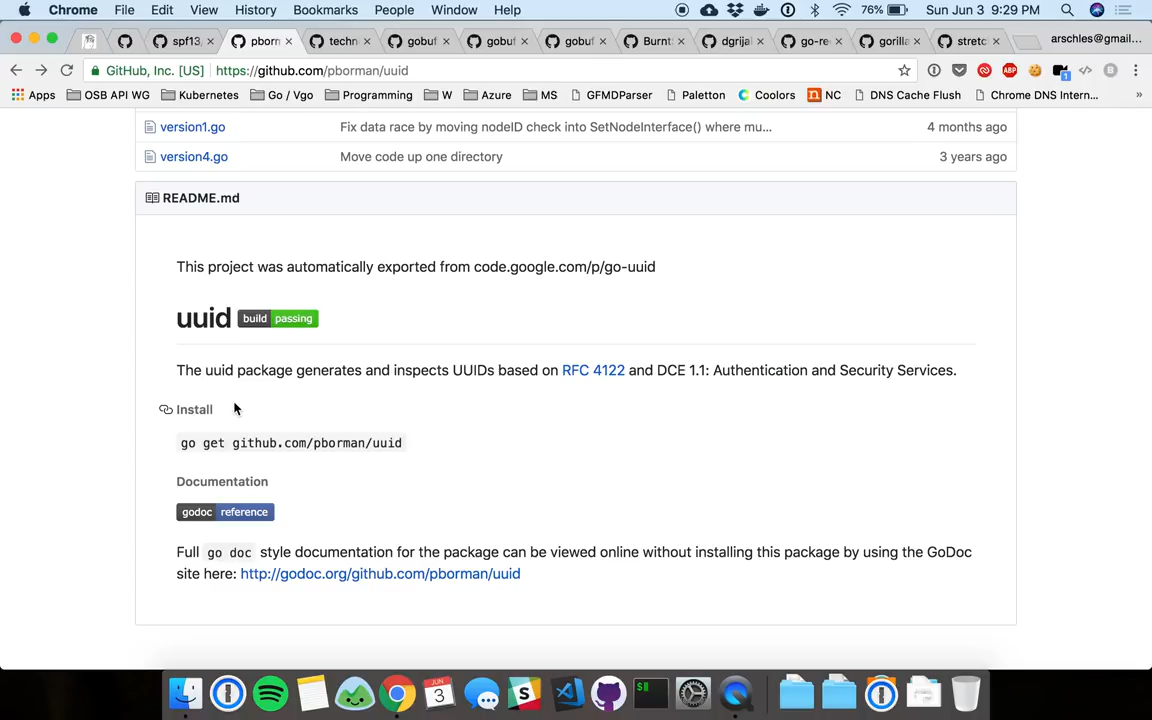 Chrome File Edit View History Bookmarks People Window Help 76% Sun Jun 3 9:29 PM
spf13, pborn techn gobuf gobuf gobuf Burnt dgrija go-re gorilla stretc arschles@gmail...
GitHub, Inc. [US] https://github.com/pborman/uuid
Apps OSB API WG Kubernetes Go / Vgo Programming W Azure MS GFMDParser Paletton Coolors NC DNS Cache Flush Chrome DNS Intern... »
version1.go Fix data race by moving nodeID check into SetNodeInterface() where mu... 4 months ago
version4.go Move code up one directory 3 years ago
README.md
This project was automatically exported from code.google.com/p/go-uuid
uuid build passing
The uuid package generates and inspects UUIDs based on RFC 4122 and DCE 1.1: Authentication and Security Services.
Install
go get github.com/pborman/uuid
Documentation
godoc reference
Full go doc style documentation for the package can be viewed online without installing this package by using the GoDoc
site here: http://godoc.org/github.com/pborman/uuid
JUN
3